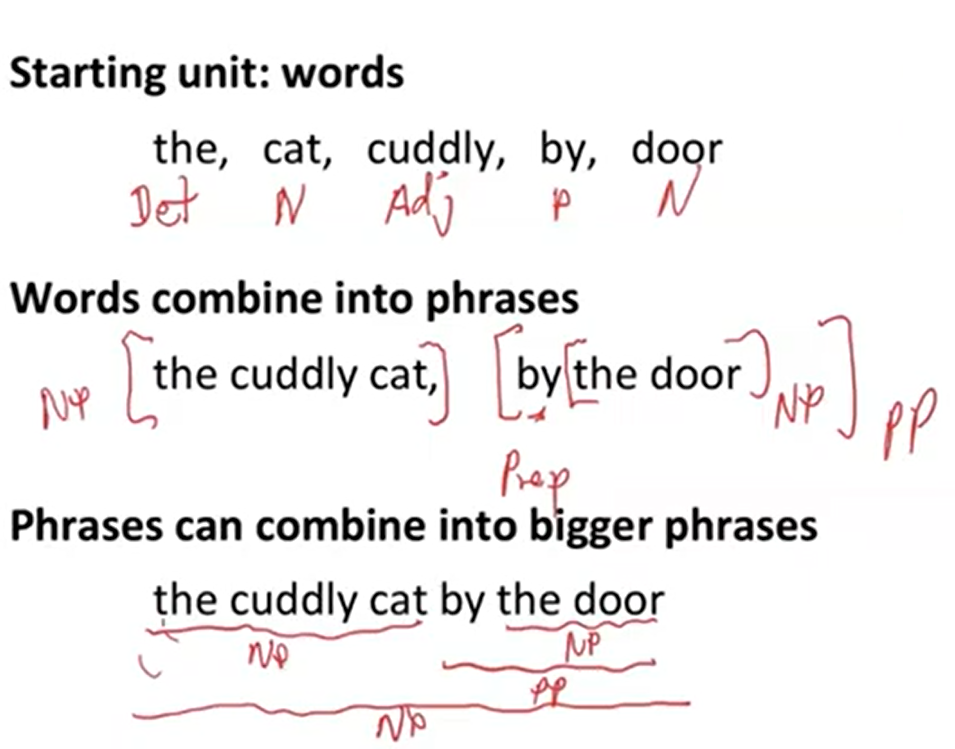 Starting unit: words
the, cat, cuddly, by, door
Det N Adj P N
Words combine into phrases
NP [the cuddly cat,] [by[the door]NP]PP
Prep
Phrases can combine into bigger phrases
the cuddly cat by the door
NP NP
PP
NP